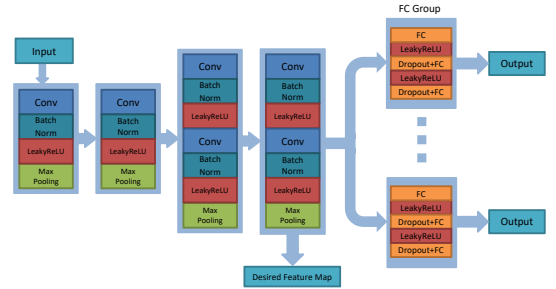 Input
Conv
Batch
Norm
LeakyReLU
Max
Pooling
Conv
Batch
Norm
LeakyReLU
Max
Pooling
Conv
Batch
Norm
LeakyReLU
Conv
Batch
Norm
LeakyReLU
Max
Pooling
Conv
Batch
Norm
LeakyReLU
Conv
Batch
Norm
LeakyReLU
Max
Pooling
Desired Feature Map
FC Group
FC
LeakyReLU
Dropout+FC
LeakyReLU
Dropout+FC
Output
FC
LeakyReLU
Dropout+FC
LeakyReLU
Dropout+FC
Output